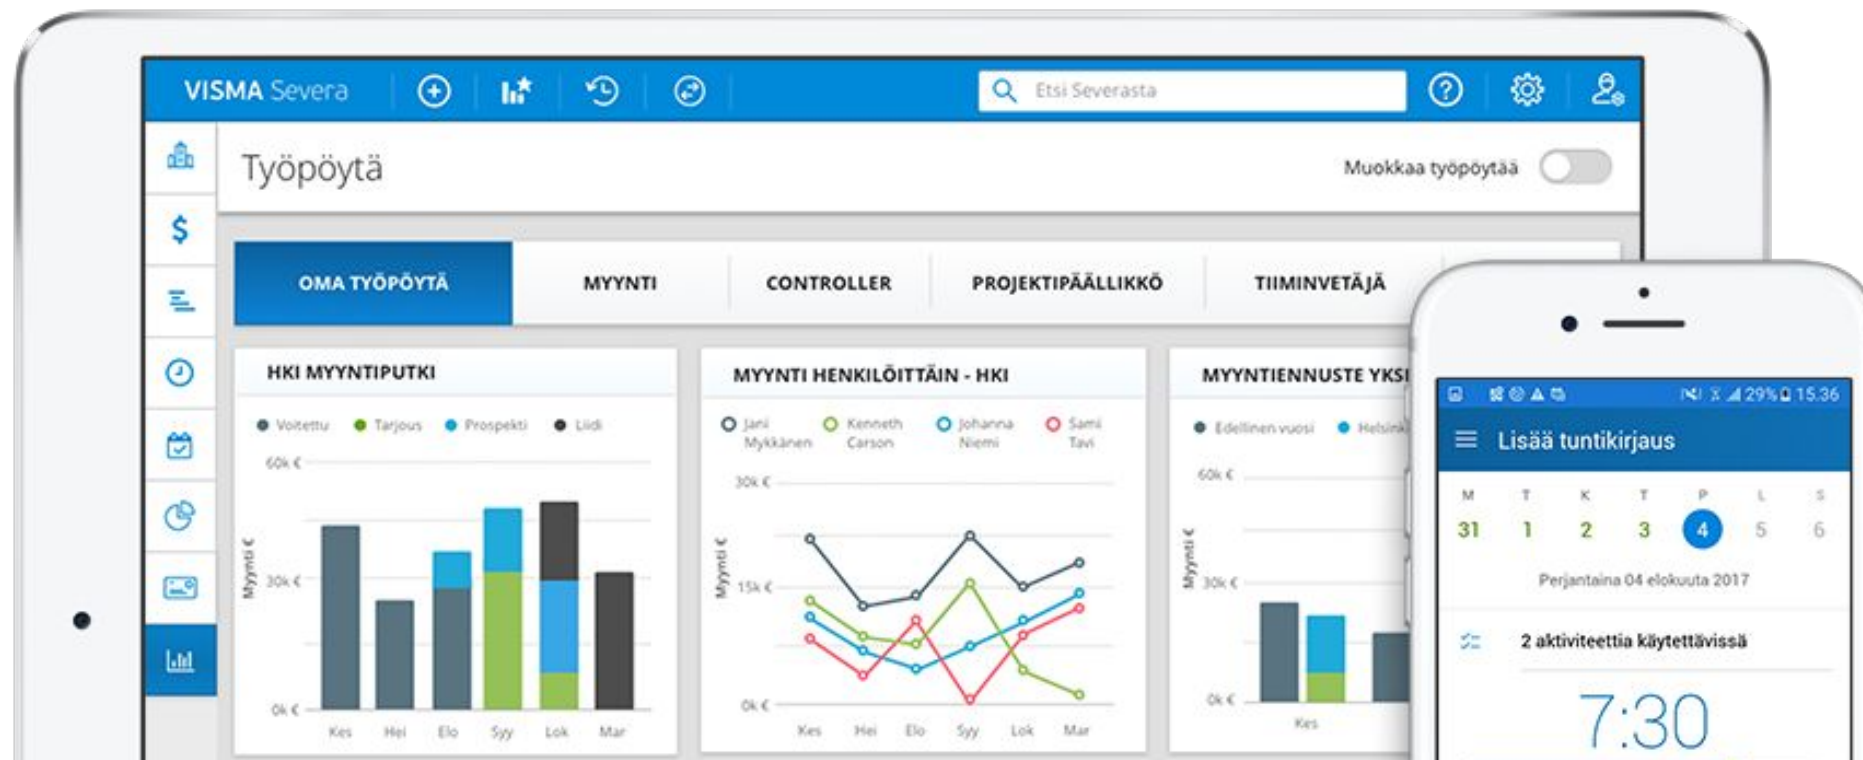 VISMA Severa
Etsi Severasta
Työpöytä
Muokkaa työpöytää
OMA TYÖPÖYTÄ
MYYNTI
CONTROLLER
PROJEKTIPÄÄLLIKKÖ
TIIMINVETÄJÄ
HKI MYYNTIPUTKI
Voitettu Tarjous Prospekti Liidi
60k €
30k €
0k €
Myynti €
Kes Hei Elo Syy Lok Mar
MYYNTI HENKILÖITTÄIN - HKI
Jani Mykkänen
Kenneth Carson
Johanna Niemi
Sami Tavi
30k €
15k €
0k €
Myynti €
Kes Hei Elo Syy Lok Mar
MYYNTIENNUSTE YKSI
Edellinen vuosi Helsink
60k €
30k €
0k €
Myynti €
Kes
29% 15.36
Lisää tuntikirjaus
M T K T P L S
31 1 2 3 4 5 6
Perjantaina 04 elokuuta 2017
2 aktiviteettia käytettävissä
7:30